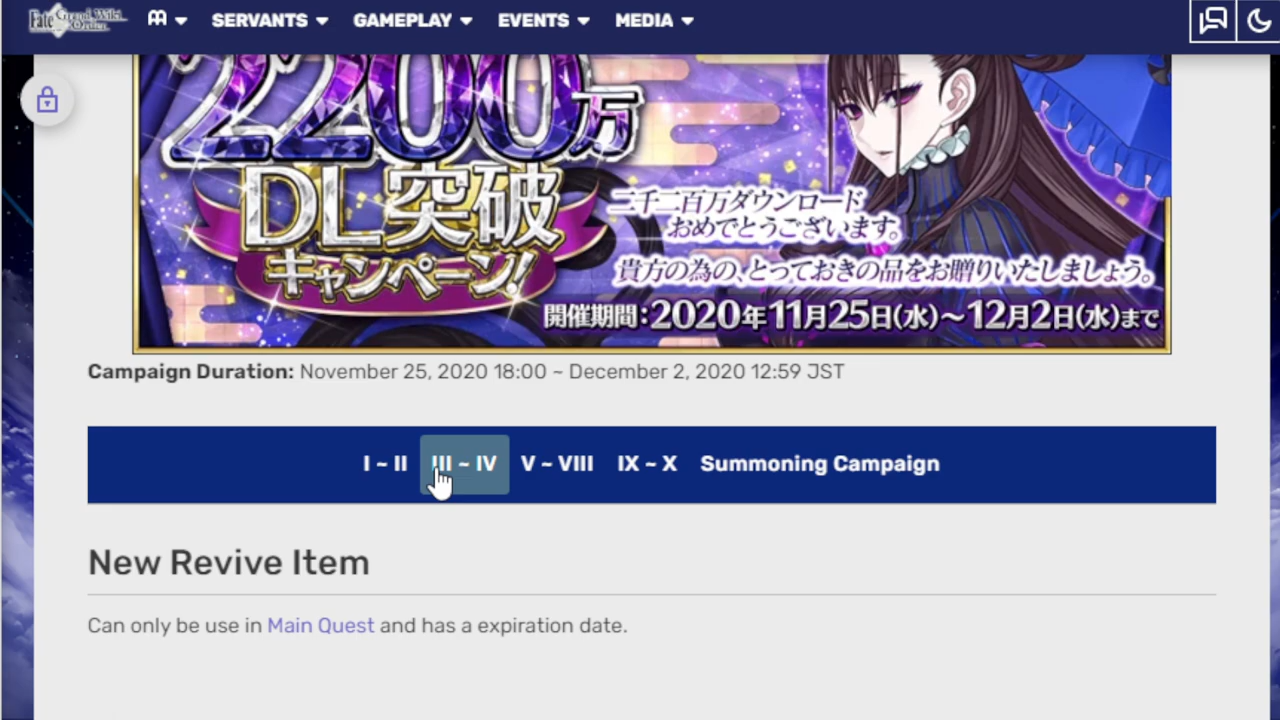 Fate Grand Order Wiki
SERVANTS
GAMEPLAY
EVENTS
MEDIA
2200万
DL突破
キャンペーン!
二千二百万ダウンロード
おめでとうございます。
貴方の為の、とっておきの品をお贈りいたしましょう。
開催期間：2020年11月25日(水)～12月2日(水)まで
Campaign Duration: November 25, 2020 18:00 ~ December 2, 2020 12:59 JST
I ~ II
III ~ IV
V ~ VIII
IX ~ X
Summoning Campaign
New Revive Item
Can only be use in Main Quest and has a expiration date.